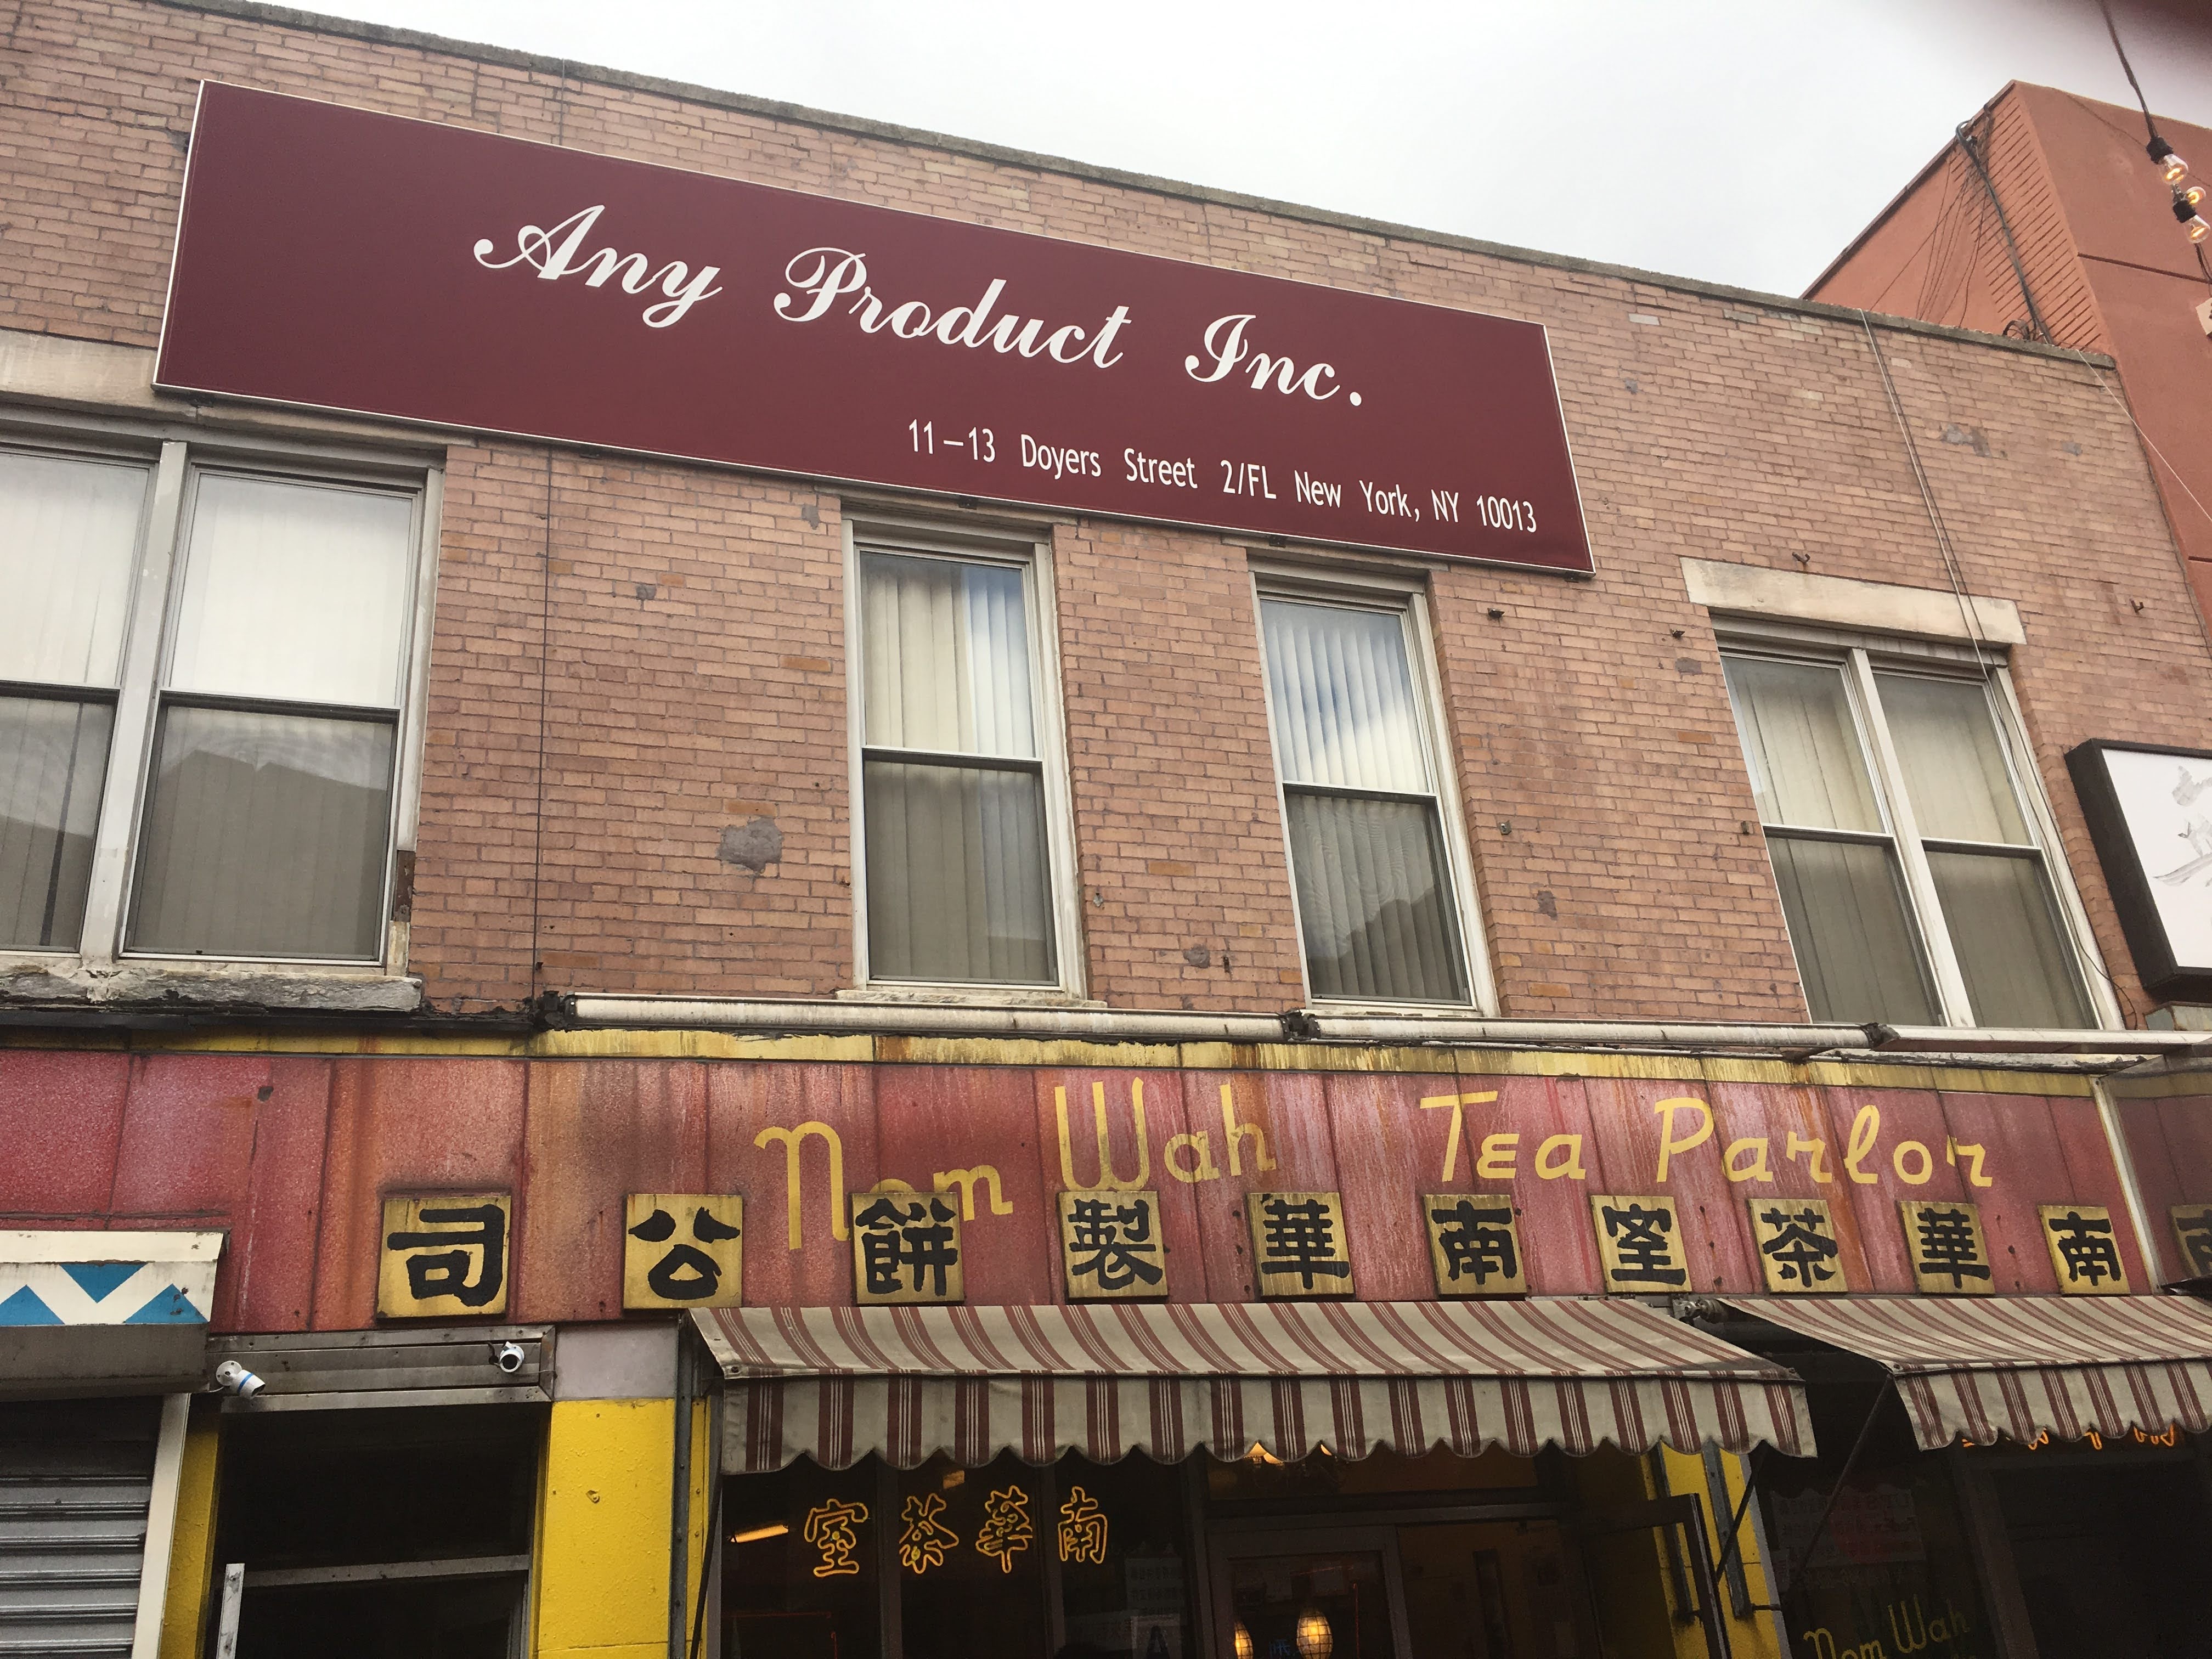 Any Product Inc.
11-13 Doyers Street 2/FL New York, NY 10013
Nom Wah Tea Parlor
南華茶室南華製餅公司
南華茶室
Nom Wah